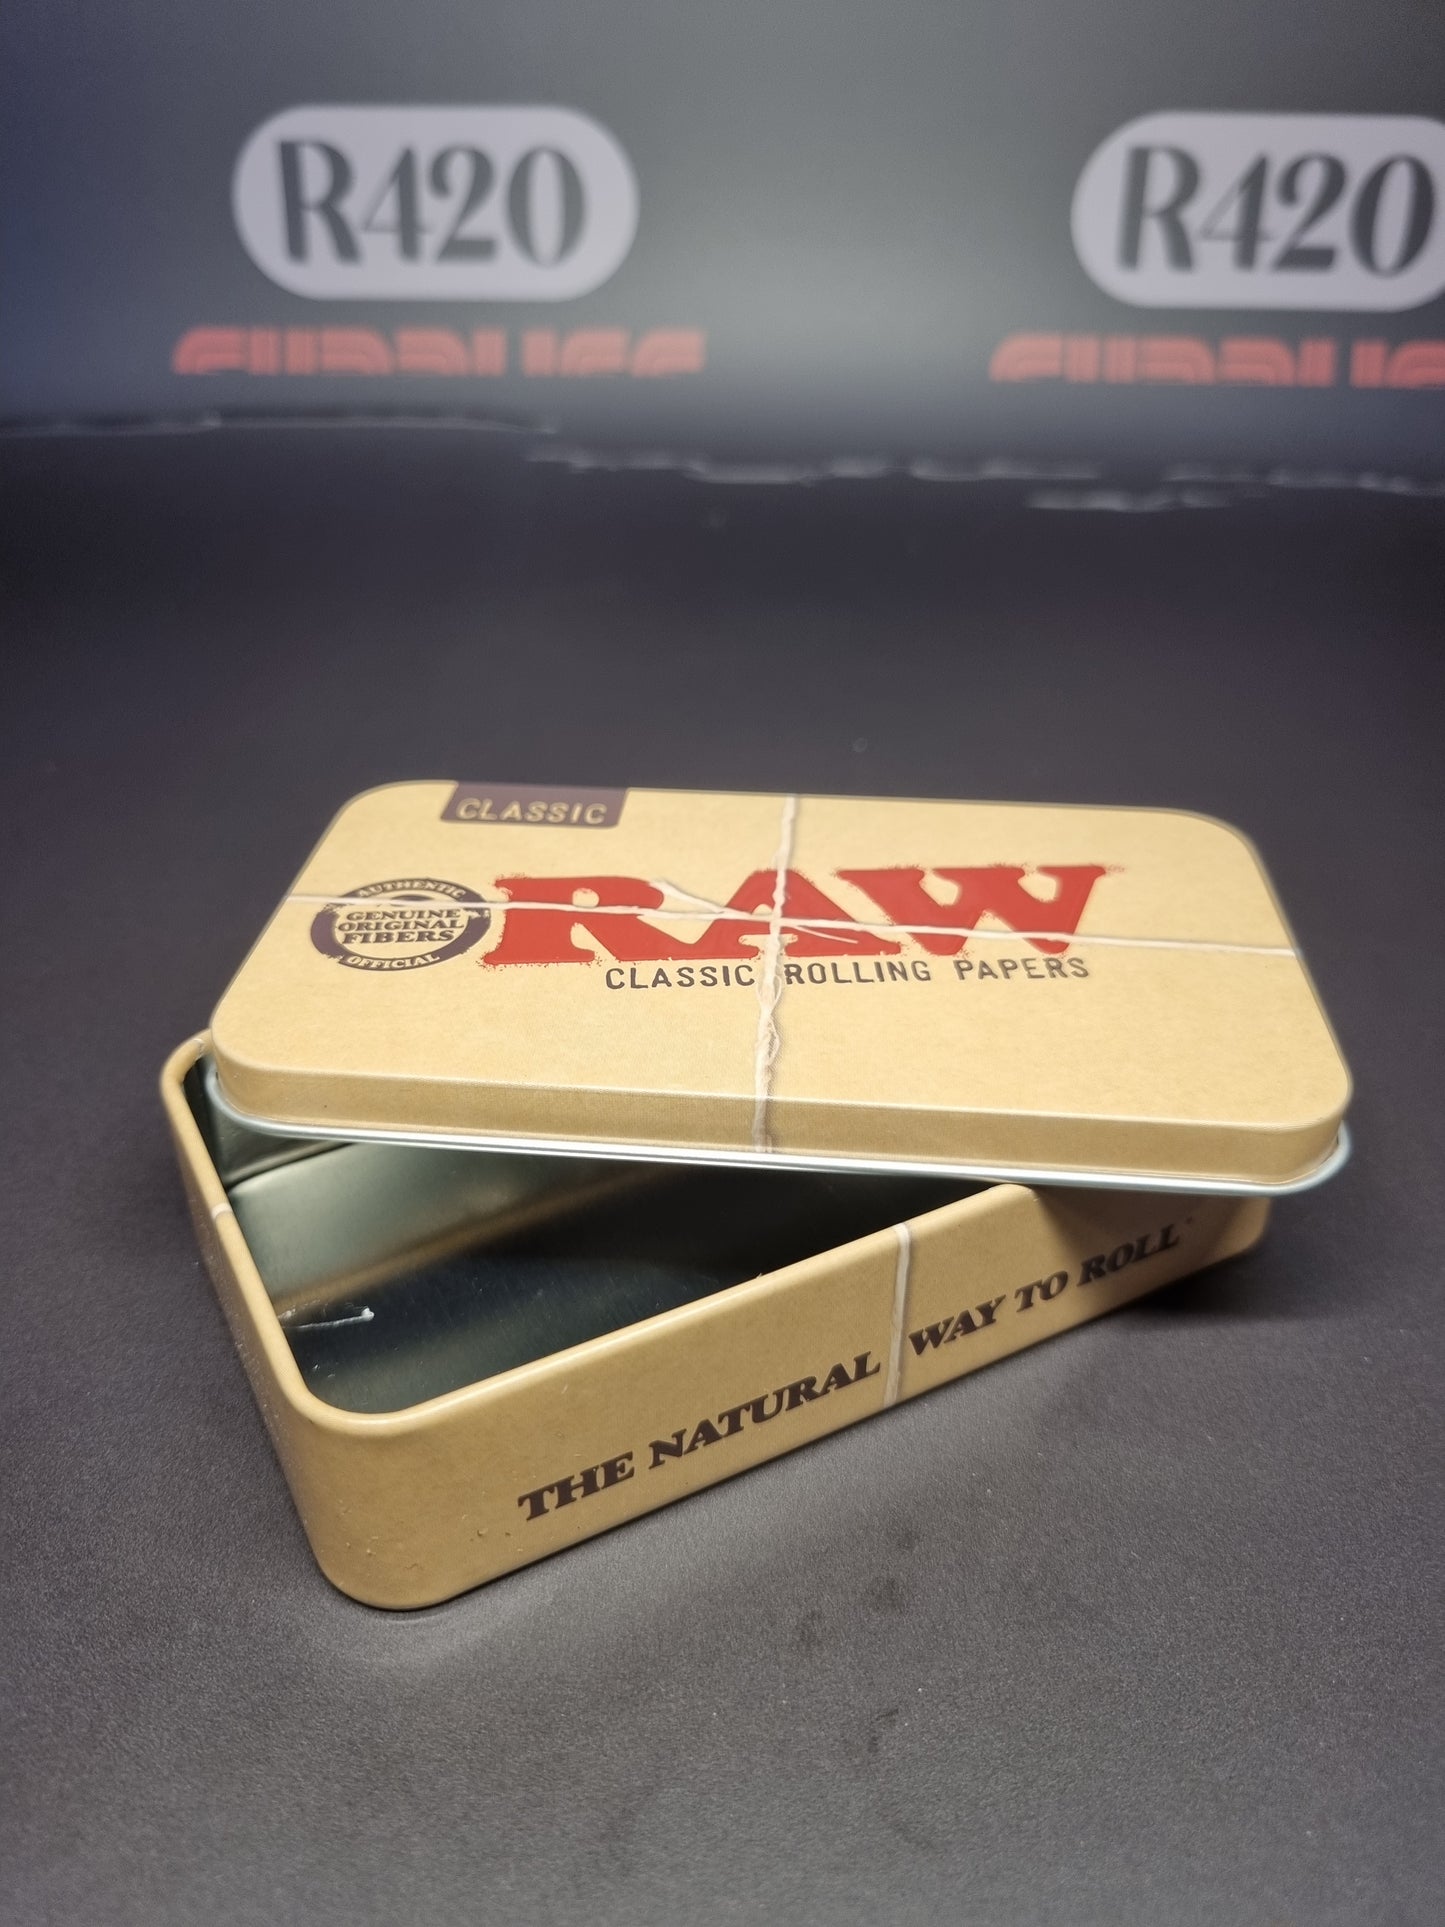 R420
R420
CLASSIC
AUTHENTIC
GENUINE
ORIGINAL
FIBERS
OFFICIAL
RAW
CLASSIC ROLLING PAPERS
THE NATURAL WAY TO ROLL